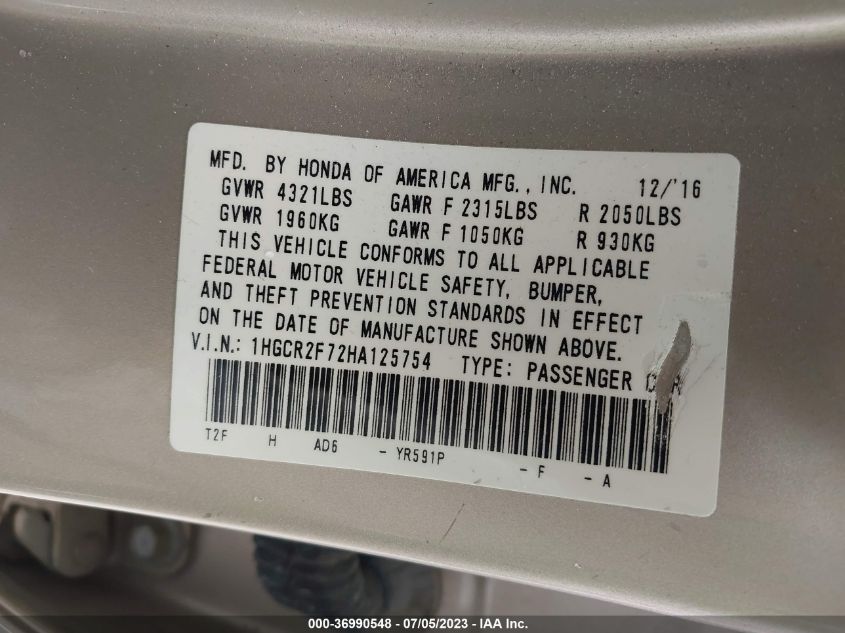 MFD. BY HONDA OF AMERICA MFG., INC. 12/'16
GVWR 4321LBS GAWR F 2315LBS R 2050LBS
GVWR 1960KG GAWR F 1050KG R 930KG
THIS VEHICLE CONFORMS TO ALL APPLICABLE
FEDERAL MOTOR VEHICLE SAFETY, BUMPER,
AND THEFT PREVENTION STANDARDS IN EFFECT
ON THE DATE OF MANUFACTURE SHOWN ABOVE.
V.I.N.: 1HGCR2F72HA125754 TYPE: PASSENGER
T2F H AD6 - YR591P - F - A
000-36990548 - 07/05/2023 - IAA Inc.